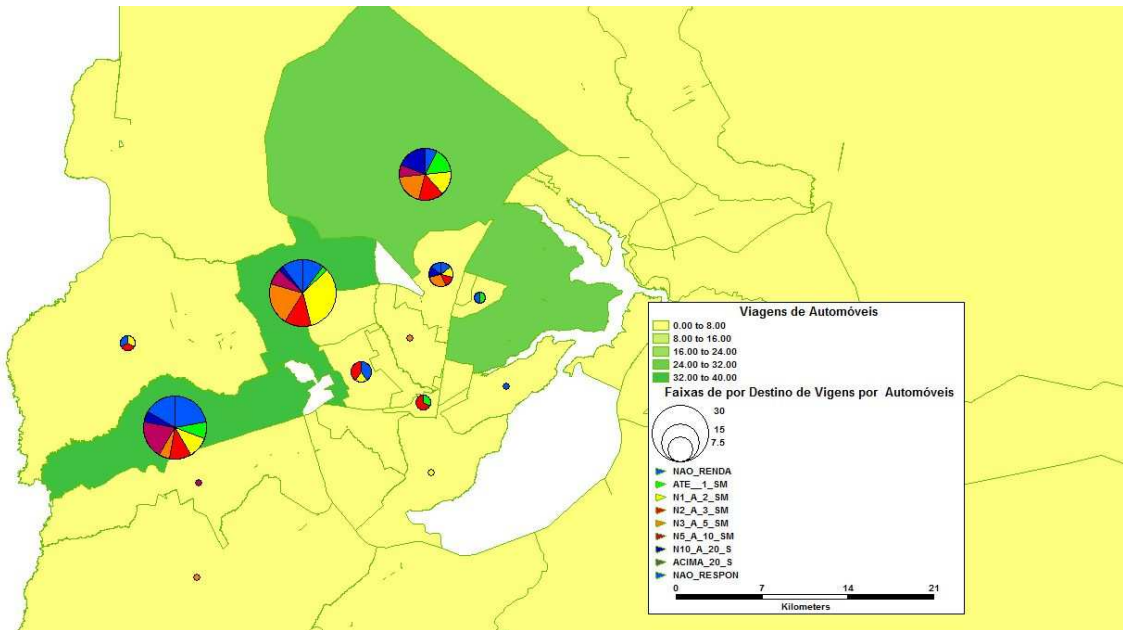 Viagens de Automóveis
0.00 to 8.00
8.00 to 16.00
16.00 to 24.00
24.00 to 32.00
32.00 to 40.00
Faixas de por Destino de Vigens por Automóveis
30
15
7.5
NAO_RENDA
ATE__1_SM
N1_A_2_SM
N2_A_3_SM
N3_A_5_SM
N5_A_10_SM
N10_A_20_S
ACIMA_20_S
NAO_RESPON
0 7 14 21
Kilometers